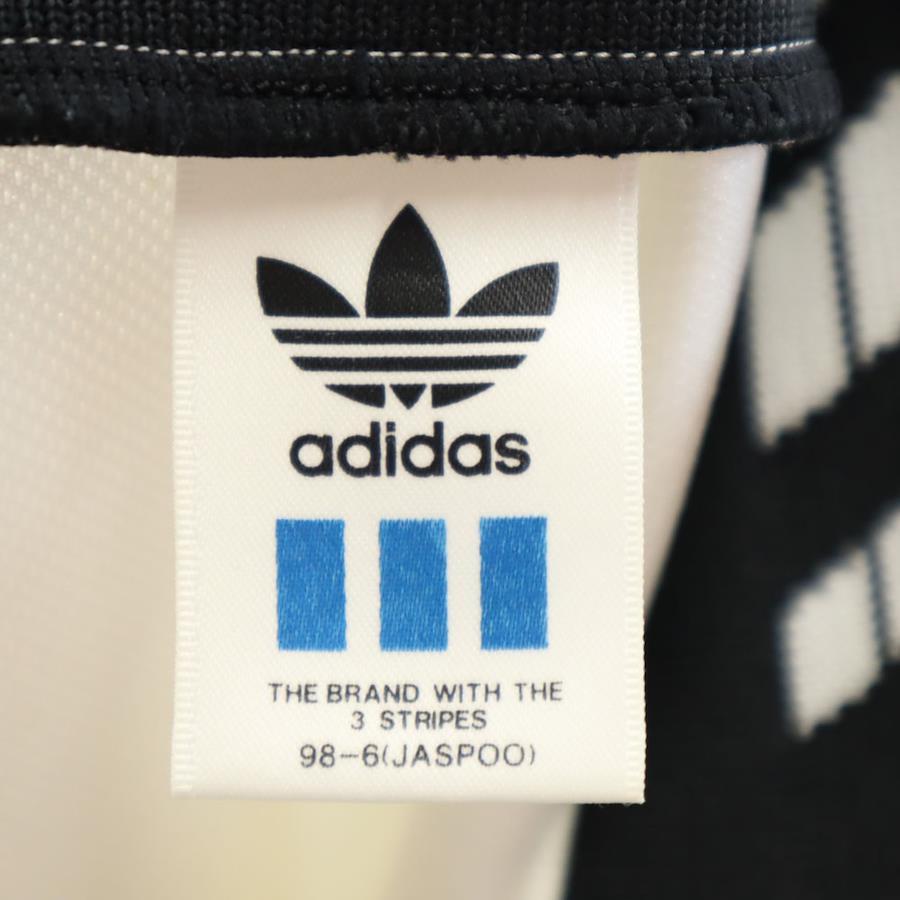 adidas
THE BRAND WITH THE
3 STRIPES
98-6(JASPOO)